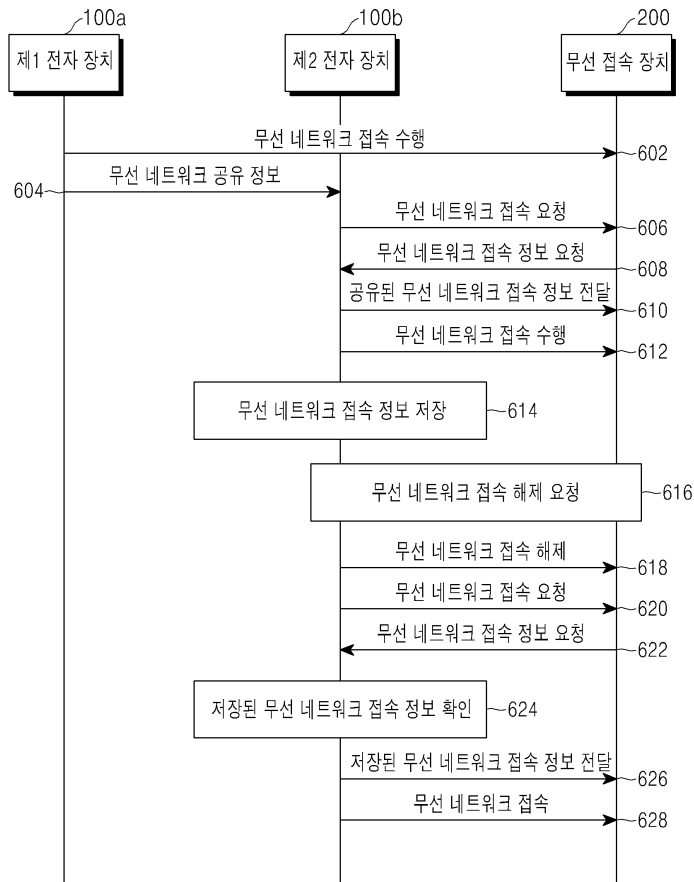 100a
100b
200
제1 전자 장치
제2 전자 장치
무선 접속 장치
무선 네트워크 접속 수행
602
604
무선 네트워크 공유 정보
무선 네트워크 접속 요청
606
무선 네트워크 접속 정보 요청
608
공유된 무선 네트워크 접속 정보 전달
610
무선 네트워크 접속 수행
612
무선 네트워크 접속 정보 저장
614
무선 네트워크 접속 해제 요청
616
무선 네트워크 접속 해제
618
무선 네트워크 접속 요청
620
무선 네트워크 접속 정보 요청
622
저장된 무선 네트워크 접속 정보 확인
624
저장된 무선 네트워크 접속 정보 전달
626
무선 네트워크 접속
628